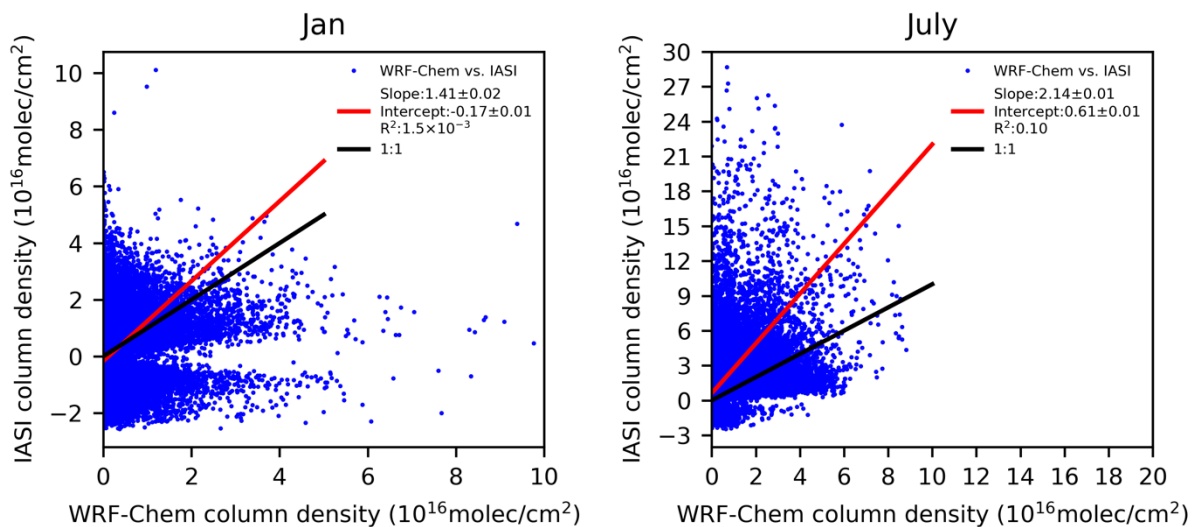 Jan
IASI column density (10¹⁶molec/cm²)
10
8
6
4
2
0
−2
WRF-Chem vs. IASI
Slope:1.41±0.02
Intercept:-0.17±0.01
R²:1.5×10⁻³
1:1
0 2 4 6 8 10
WRF-Chem column density (10¹⁶molec/cm²)
July
IASI column density (10¹⁶molec/cm²)
30
27
24
21
18
15
12
9
6
3
0
−3
WRF-Chem vs. IASI
Slope:2.14±0.01
Intercept:0.61±0.01
R²:0.10
1:1
0 2 4 6 8 10 12 14 16 18 20
WRF-Chem column density (10¹⁶molec/cm²)